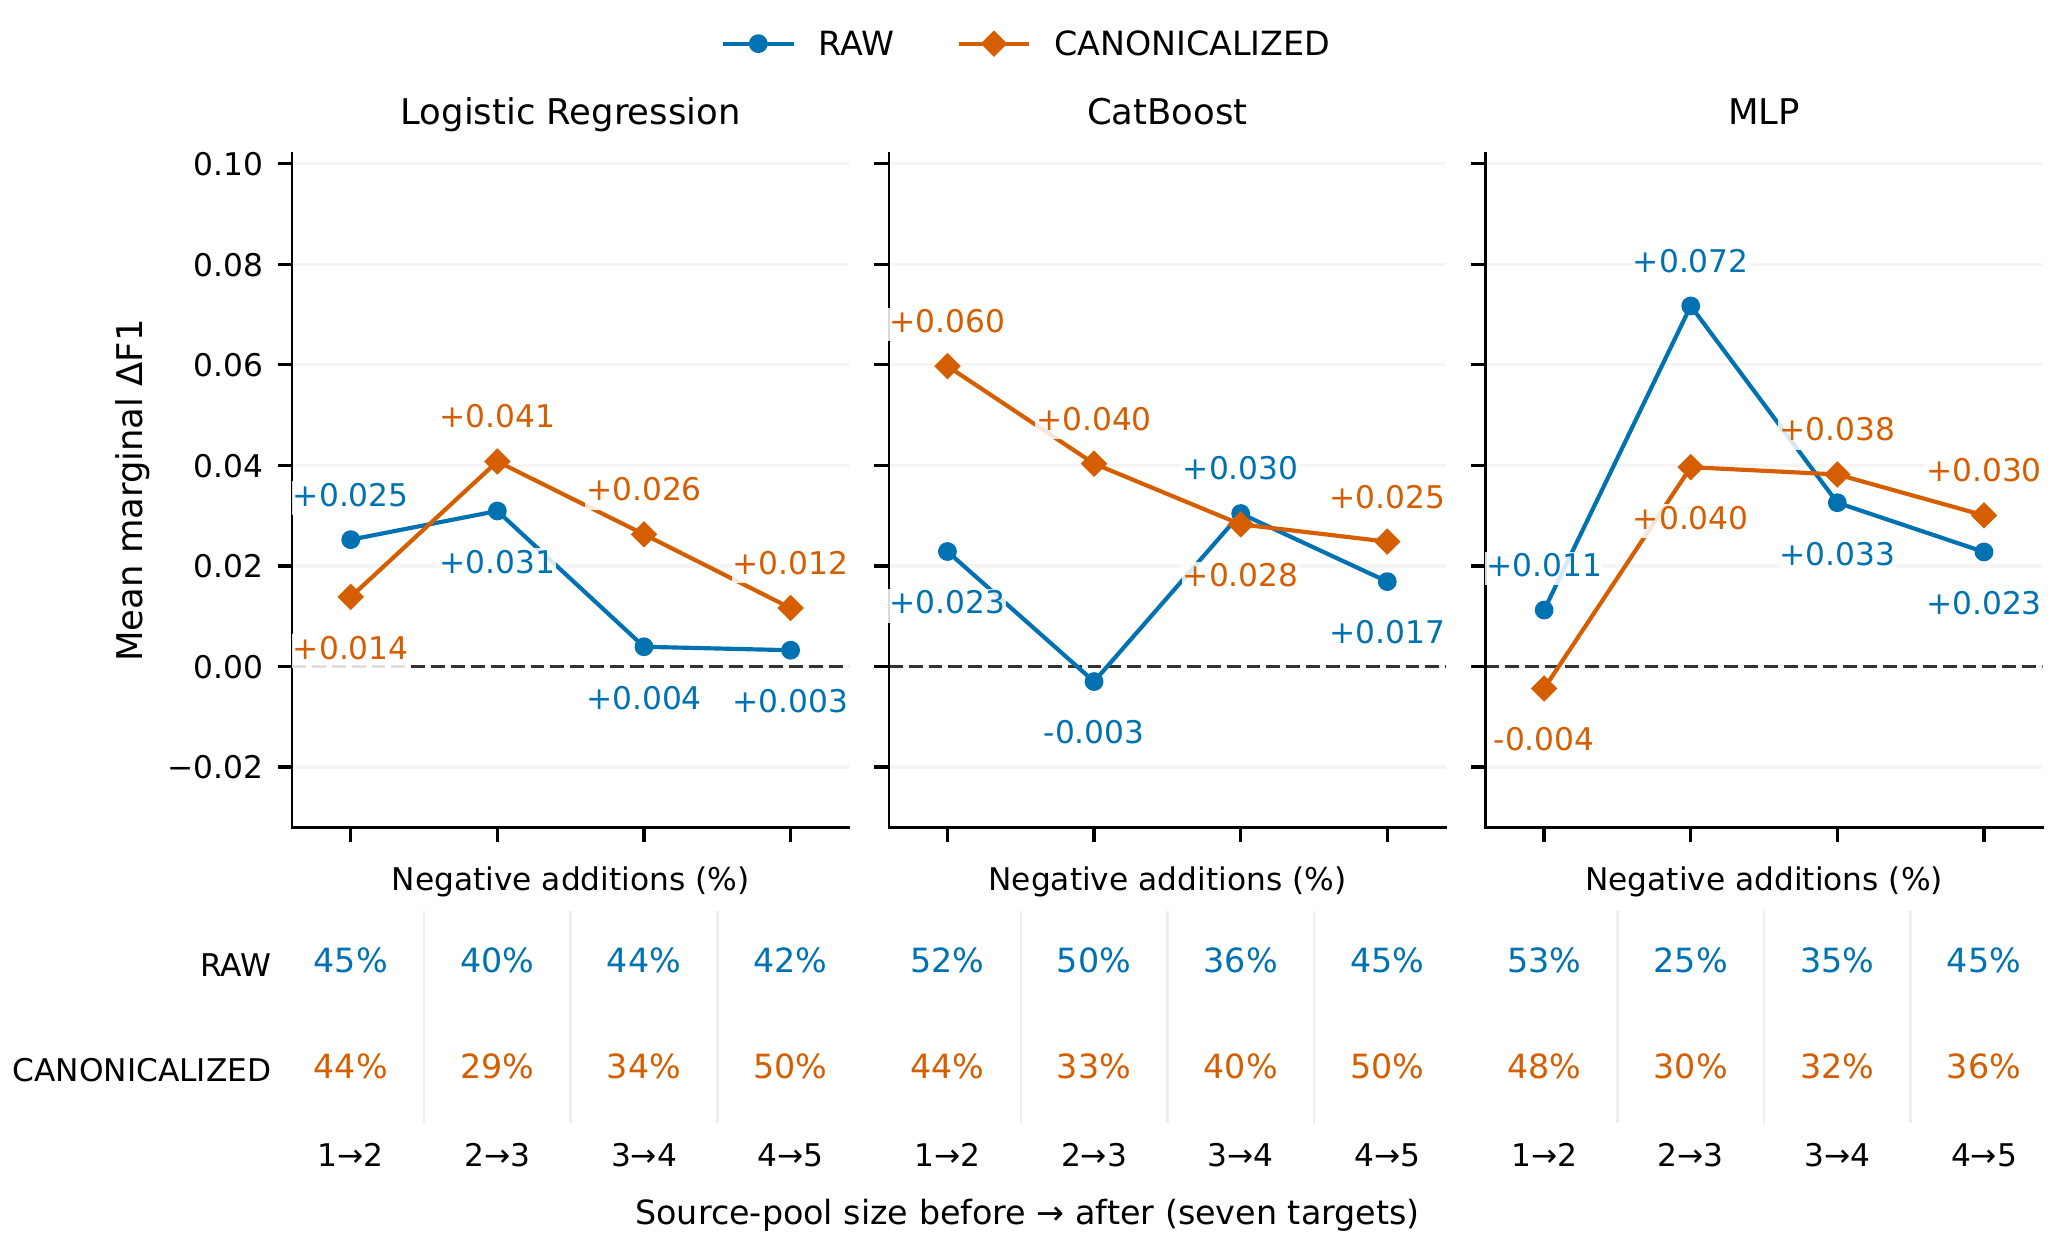 RAW CANONICALIZED
Logistic Regression CatBoost MLP
Mean marginal ΔF1
0.10
0.08
0.06
0.04
0.02
0.00
−0.02
+0.025 +0.031 +0.004 +0.003
+0.014 +0.041 +0.026 +0.012
+0.023 -0.003 +0.030 +0.017
+0.060 +0.040 +0.028 +0.025
+0.011 +0.072 +0.033 +0.023
-0.004 +0.040 +0.038 +0.030
Negative additions (%) Negative additions (%) Negative additions (%)
RAW 45% 40% 44% 42% 52% 50% 36% 45% 53% 25% 35% 45%
CANONICALIZED 44% 29% 34% 50% 44% 33% 40% 50% 48% 30% 32% 36%
1→2 2→3 3→4 4→5 1→2 2→3 3→4 4→5 1→2 2→3 3→4 4→5
Source-pool size before → after (seven targets)